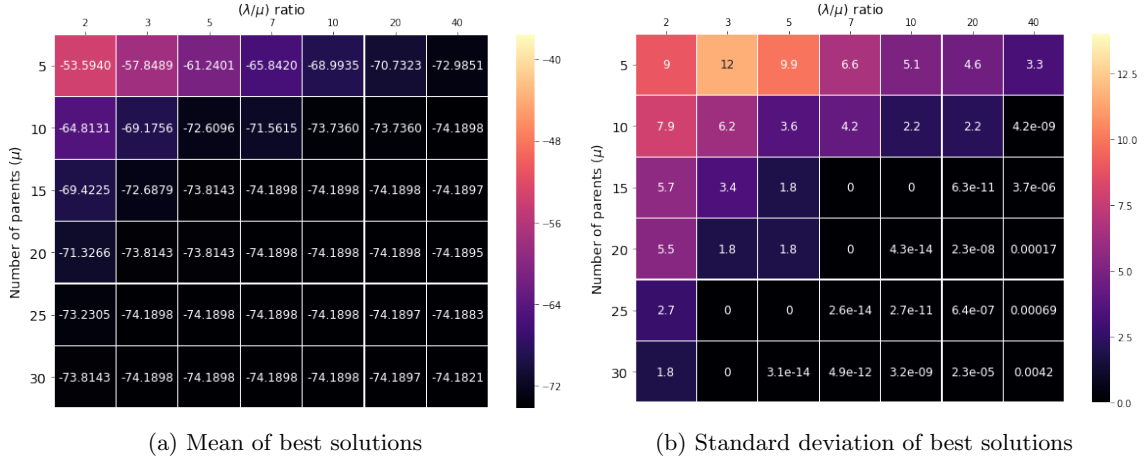 (λ/μ) ratio
2 3 5 7 10 20 40
Number of parents (μ)
5 -53.5940 -57.8489 -61.2401 -65.8420 -68.9935 -70.7323 -72.9851
10 -64.8131 -69.1756 -72.6096 -71.5615 -73.7360 -73.7360 -74.1898
15 -69.4225 -72.6879 -73.8143 -74.1898 -74.1898 -74.1898 -74.1897
20 -71.3266 -73.8143 -73.8143 -74.1898 -74.1898 -74.1898 -74.1895
25 -73.2305 -74.1898 -74.1898 -74.1898 -74.1898 -74.1897 -74.1883
30 -73.8143 -74.1898 -74.1898 -74.1898 -74.1898 -74.1897 -74.1821
-40
-48
-56
-64
-72
(a) Mean of best solutions
(λ/μ) ratio
2 3 5 7 10 20 40
Number of parents (μ)
5 9 12 9.9 6.6 5.1 4.6 3.3
10 7.9 6.2 3.6 4.2 2.2 2.2 4.2e-09
15 5.7 3.4 1.8 0 0 6.3e-11 3.7e-06
20 5.5 1.8 1.8 0 4.3e-14 2.3e-08 0.00017
25 2.7 0 0 2.6e-14 2.7e-11 6.4e-07 0.00069
30 1.8 0 3.1e-14 4.9e-12 3.2e-09 2.3e-05 0.0042
12.5
10.0
7.5
5.0
2.5
0.0
(b) Standard deviation of best solutions